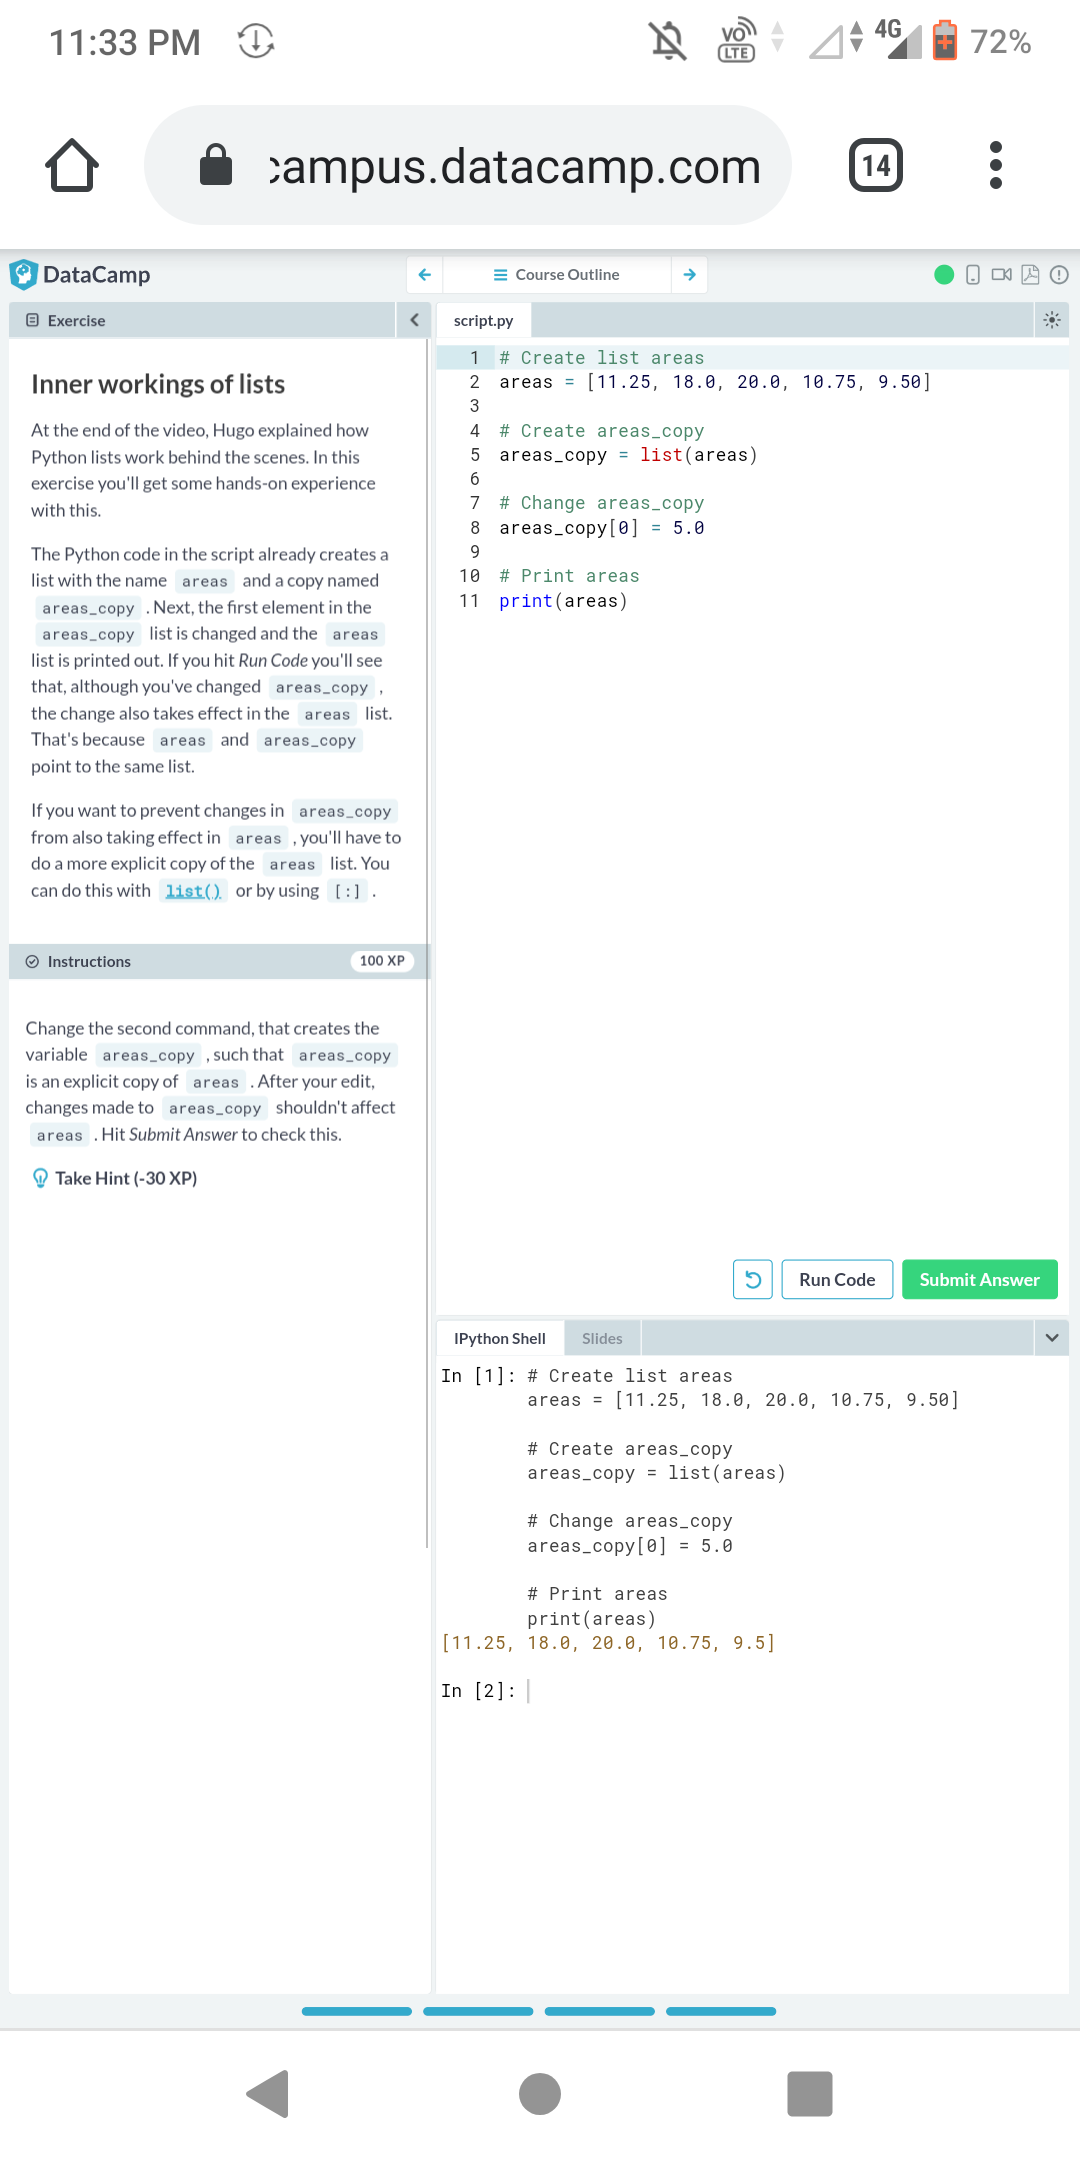 11:33 PM
VO LTE
4G
72%
campus.datacamp.com
14
DataCamp
Course Outline
Exercise
Inner workings of lists
At the end of the video, Hugo explained how
Python lists work behind the scenes. In this
exercise you'll get some hands-on experience
with this.
The Python code in the script already creates a
list with the name areas and a copy named
areas_copy . Next, the first element in the
areas_copy list is changed and the areas
list is printed out. If you hit Run Code you'll see
that, although you've changed areas_copy ,
the change also takes effect in the areas list.
That's because areas and areas_copy
point to the same list.
If you want to prevent changes in areas_copy
from also taking effect in areas , you'll have to
do a more explicit copy of the areas list. You
can do this with list() or by using [:] .
Instructions
100 XP
Change the second command, that creates the
variable areas_copy , such that areas_copy
is an explicit copy of areas . After your edit,
changes made to areas_copy shouldn't affect
areas . Hit Submit Answer to check this.
Take Hint (-30 XP)
script.py
1 # Create list areas
2 areas = [11.25, 18.0, 20.0, 10.75, 9.50]
3
4 # Create areas_copy
5 areas_copy = list(areas)
6
7 # Change areas_copy
8 areas_copy[0] = 5.0
9
10 # Print areas
11 print(areas)
Run Code
Submit Answer
IPython Shell
Slides
In [1]: # Create list areas
areas = [11.25, 18.0, 20.0, 10.75, 9.50]
# Create areas_copy
areas_copy = list(areas)
# Change areas_copy
areas_copy[0] = 5.0
# Print areas
print(areas)
[11.25, 18.0, 20.0, 10.75, 9.5]
In [2]: